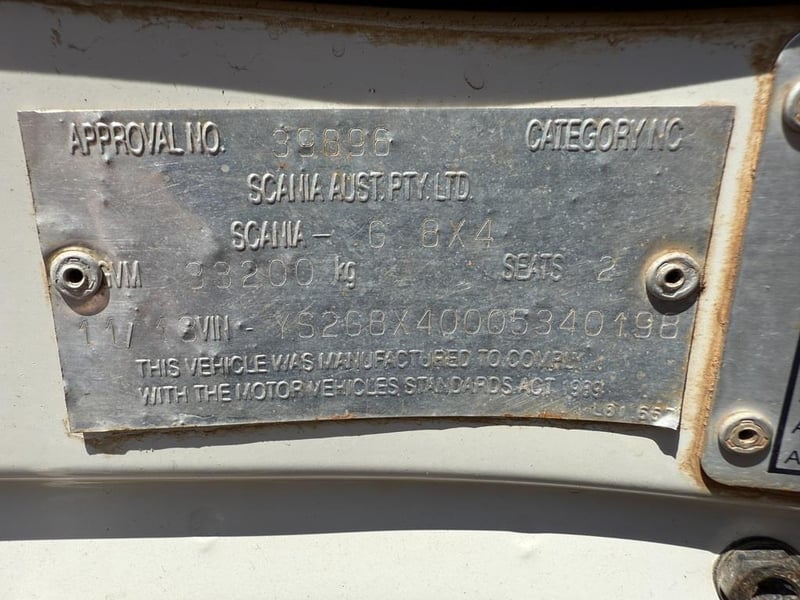 APPROVAL NO. 39896 CATEGORY NC
SCANIA AUST. PTY. LTD.
SCANIA - G 8X4
GVM 33200 kg SEATS 2
11/13 VIN - YS2G8X40005340198
THIS VEHICLE WAS MANUFACTURED TO COMPLY
WITH THE MOTOR VEHICLES STANDARDS ACT 1989